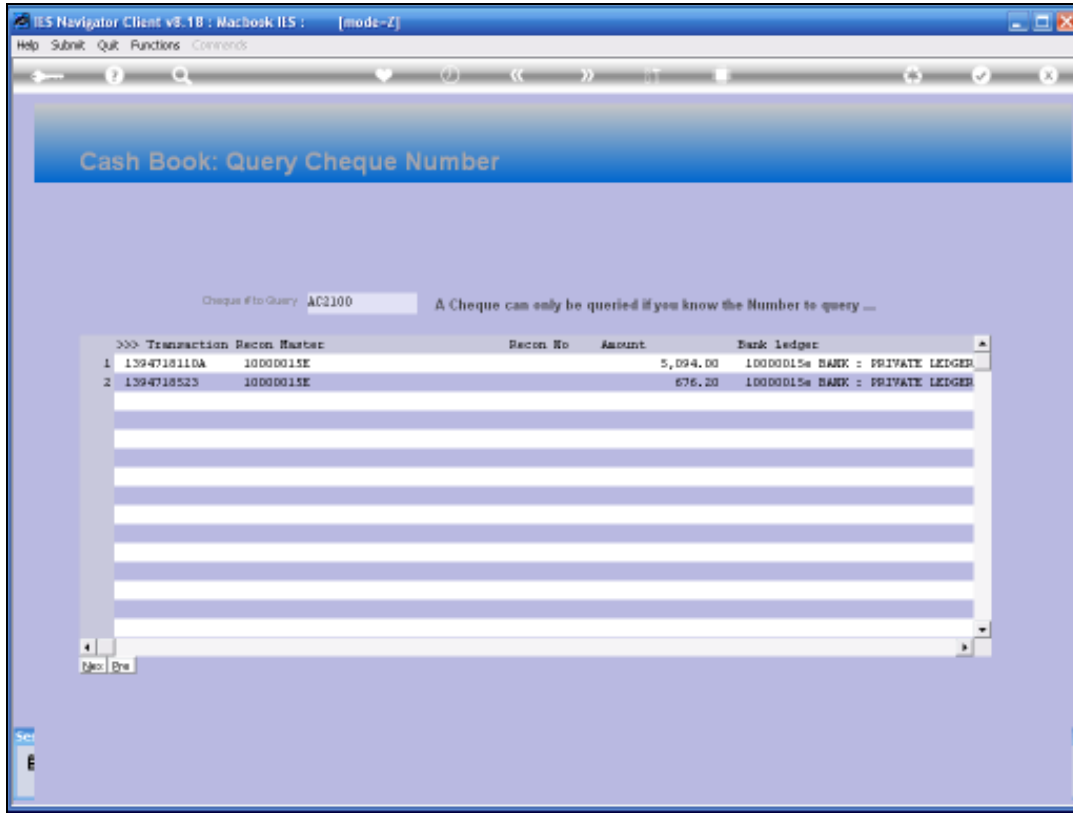 IES Navigator Client v8.18 : Macbook IES : [mode=Z]
Help Submit Quit Functions Commends
Cash Book: Query Cheque Number
Cheque # to Query AC2100 A Cheque can only be queried if you know the Number to query ....
>>> Transaction Recon Master Recon No Amount Bank ledger
1 1394718110A 10000015E 5,094.00 10000015e BANK : PRIVATE LEDGER
2 1394718523 10000015E 676.20 10000015e BANK : PRIVATE LEDGER
Nex Pre